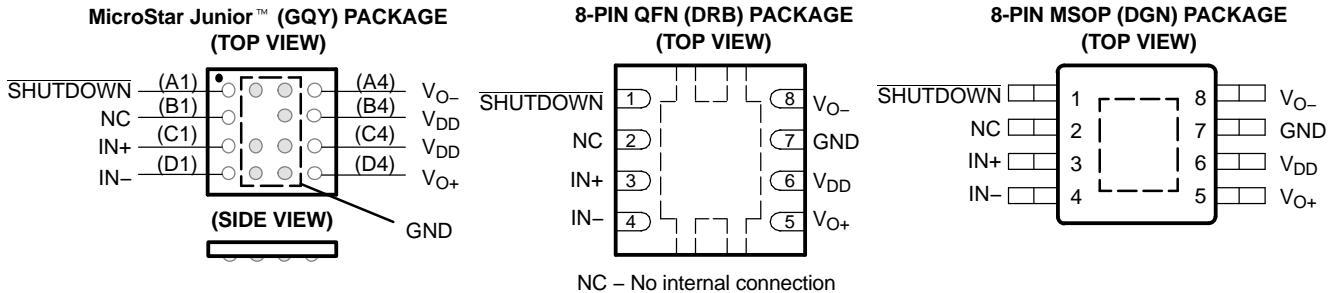 MicroStar Junior™ (GQY) PACKAGE
(TOP VIEW)
SHUTDOWN (A1) (A4) VO−
NC (B1) (B4) VDD
IN+ (C1) (C4) VDD
IN− (D1) (D4) VO+
(SIDE VIEW)
GND
8-PIN QFN (DRB) PACKAGE
(TOP VIEW)
SHUTDOWN 1 8 VO−
NC 2 7 GND
IN+ 3 6 VDD
IN− 4 5 VO+
NC − No internal connection
8-PIN MSOP (DGN) PACKAGE
(TOP VIEW)
SHUTDOWN 1 8 VO−
NC 2 7 GND
IN+ 3 6 VDD
IN− 4 5 VO+